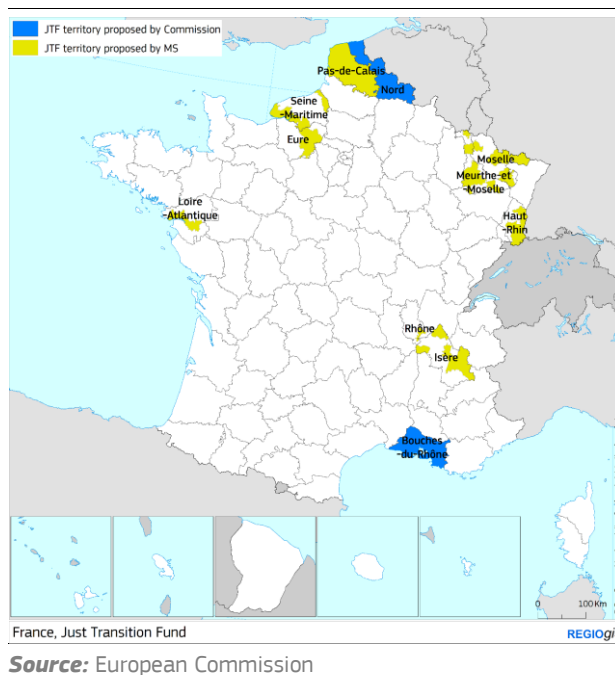 JTF territory proposed by Commission
JTF territory proposed by MS
Pas-de-Calais
Nord
Seine
-Maritime
Eure
Moselle
Meurthe-et
-Moselle
Loire
-Atlantique
Haut
-Rhin
Rhône
Isère
Bouches
-du-Rhône
0 100 Km
France, Just Transition Fund
REGIOgi
Source: European Commission